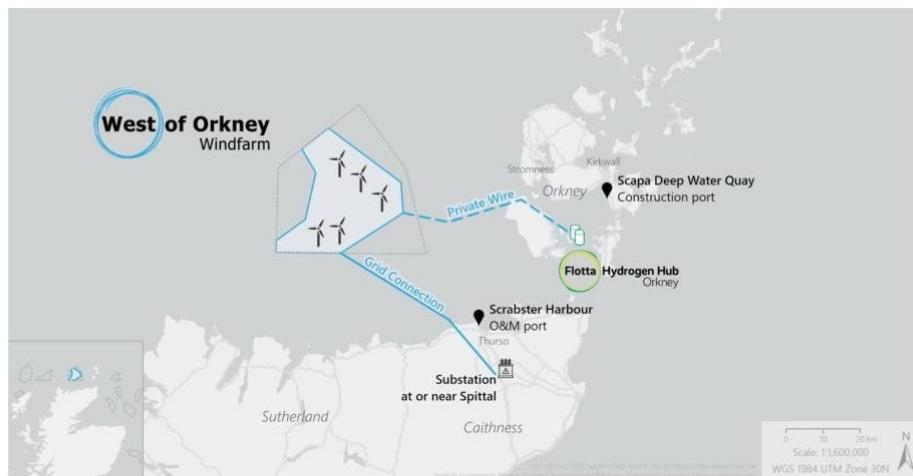 West of Orkney
Windfarm
Kirkwall
Stromness
Orkney
Scapa Deep Water Quay
Construction port
Private Wire
Flotta Hydrogen Hub
Orkney
Grid Connection
Scrabster Harbour
O&M port
Thurso
Substation
at or near Spittal
Sutherland
Caithness
0 10 20 km
N
Scale: 1:1,600,000
WGS 1984 UTM Zone 30N